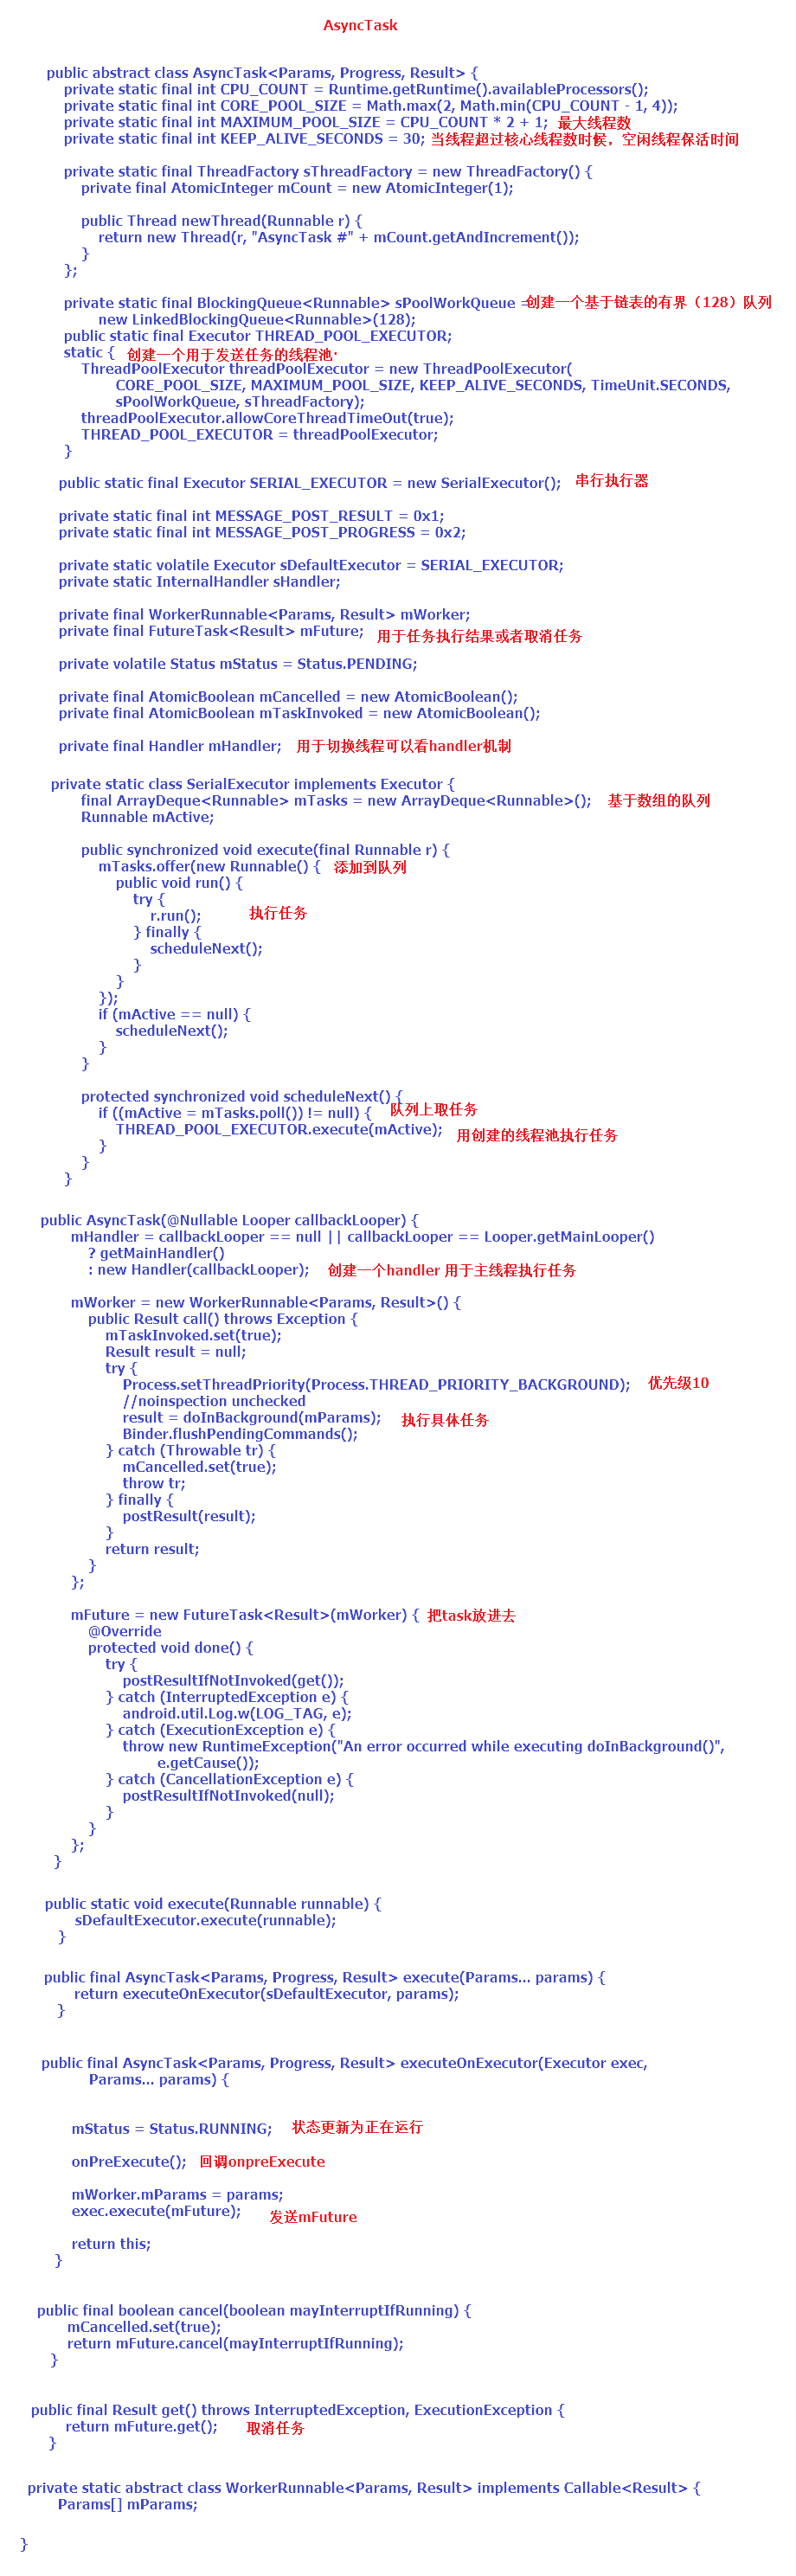 AsyncTask
public abstract class AsyncTask<Params, Progress, Result> {
private static final int CPU_COUNT = Runtime.getRuntime().availableProcessors();
private static final int CORE_POOL_SIZE = Math.max(2, Math.min(CPU_COUNT - 1, 4));
private static final int MAXIMUM_POOL_SIZE = CPU_COUNT * 2 + 1; 最大线程数
private static final int KEEP_ALIVE_SECONDS = 30; 当线程超过核心线程数时候，空闲线程保活时间
private static final ThreadFactory sThreadFactory = new ThreadFactory() {
private final AtomicInteger mCount = new AtomicInteger(1);
public Thread newThread(Runnable r) {
return new Thread(r, "AsyncTask #" + mCount.getAndIncrement());
}
};
private static final BlockingQueue<Runnable> sPoolWorkQueue =创建一个基于链表的有界（128）队列
new LinkedBlockingQueue<Runnable>(128);
public static final Executor THREAD_POOL_EXECUTOR;
static { 创建一个用于发送任务的线程池·
ThreadPoolExecutor threadPoolExecutor = new ThreadPoolExecutor(
CORE_POOL_SIZE, MAXIMUM_POOL_SIZE, KEEP_ALIVE_SECONDS, TimeUnit.SECONDS,
sPoolWorkQueue, sThreadFactory);
threadPoolExecutor.allowCoreThreadTimeOut(true);
THREAD_POOL_EXECUTOR = threadPoolExecutor;
}
public static final Executor SERIAL_EXECUTOR = new SerialExecutor(); 串行执行器
private static final int MESSAGE_POST_RESULT = 0x1;
private static final int MESSAGE_POST_PROGRESS = 0x2;
private static volatile Executor sDefaultExecutor = SERIAL_EXECUTOR;
private static InternalHandler sHandler;
private final WorkerRunnable<Params, Result> mWorker;
private final FutureTask<Result> mFuture; 用于任务执行结果或者取消任务
private volatile Status mStatus = Status.PENDING;
private final AtomicBoolean mCancelled = new AtomicBoolean();
private final AtomicBoolean mTaskInvoked = new AtomicBoolean();
private final Handler mHandler; 用于切换线程可以看handler机制
private static class SerialExecutor implements Executor {
final ArrayDeque<Runnable> mTasks = new ArrayDeque<Runnable>(); 基于数组的队列
Runnable mActive;
public synchronized void execute(final Runnable r) {
mTasks.offer(new Runnable() { 添加到队列
public void run() {
try {
r.run(); 执行任务
} finally {
scheduleNext();
}
}
});
if (mActive == null) {
scheduleNext();
}
}
protected synchronized void scheduleNext() {
if ((mActive = mTasks.poll()) != null) { 队列上取任务
THREAD_POOL_EXECUTOR.execute(mActive); 用创建的线程池执行任务
}
}
}
public AsyncTask(@Nullable Looper callbackLooper) {
mHandler = callbackLooper == null || callbackLooper == Looper.getMainLooper()
? getMainHandler()
: new Handler(callbackLooper); 创建一个handler 用于主线程执行任务
mWorker = new WorkerRunnable<Params, Result>() {
public Result call() throws Exception {
mTaskInvoked.set(true);
Result result = null;
try {
Process.setThreadPriority(Process.THREAD_PRIORITY_BACKGROUND); 优先级10
//noinspection unchecked
result = doInBackground(mParams); 执行具体任务
Binder.flushPendingCommands();
} catch (Throwable tr) {
mCancelled.set(true);
throw tr;
} finally {
postResult(result);
}
return result;
}
};
mFuture = new FutureTask<Result>(mWorker) { 把task放进去
@Override
protected void done() {
try {
postResultIfNotInvoked(get());
} catch (InterruptedException e) {
android.util.Log.w(LOG_TAG, e);
} catch (ExecutionException e) {
throw new RuntimeException("An error occurred while executing doInBackground()",
e.getCause());
} catch (CancellationException e) {
postResultIfNotInvoked(null);
}
}
};
}
public static void execute(Runnable runnable) {
sDefaultExecutor.execute(runnable);
}
public final AsyncTask<Params, Progress, Result> execute(Params... params) {
return executeOnExecutor(sDefaultExecutor, params);
}
public final AsyncTask<Params, Progress, Result> executeOnExecutor(Executor exec,
Params... params) {
mStatus = Status.RUNNING; 状态更新为正在运行
onPreExecute(); 回调onpreExecute
mWorker.mParams = params;
exec.execute(mFuture); 发送mFuture
return this;
}
public final boolean cancel(boolean mayInterruptIfRunning) {
mCancelled.set(true);
return mFuture.cancel(mayInterruptIfRunning);
}
public final Result get() throws InterruptedException, ExecutionException {
return mFuture.get(); 取消任务
}
private static abstract class WorkerRunnable<Params, Result> implements Callable<Result> {
Params[] mParams;
}